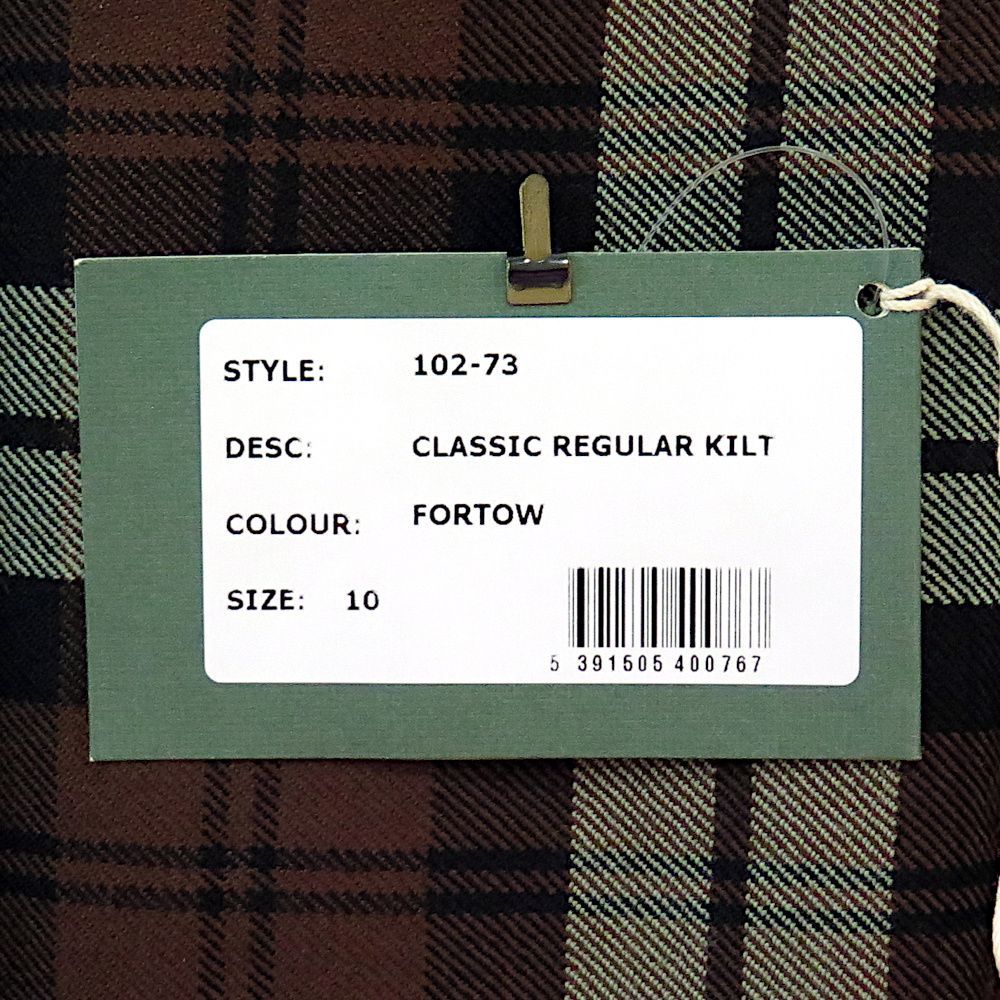 STYLE: 102-73
DESC: CLASSIC REGULAR KILT
COLOUR: FORTOW
SIZE: 10
5 391505 400767